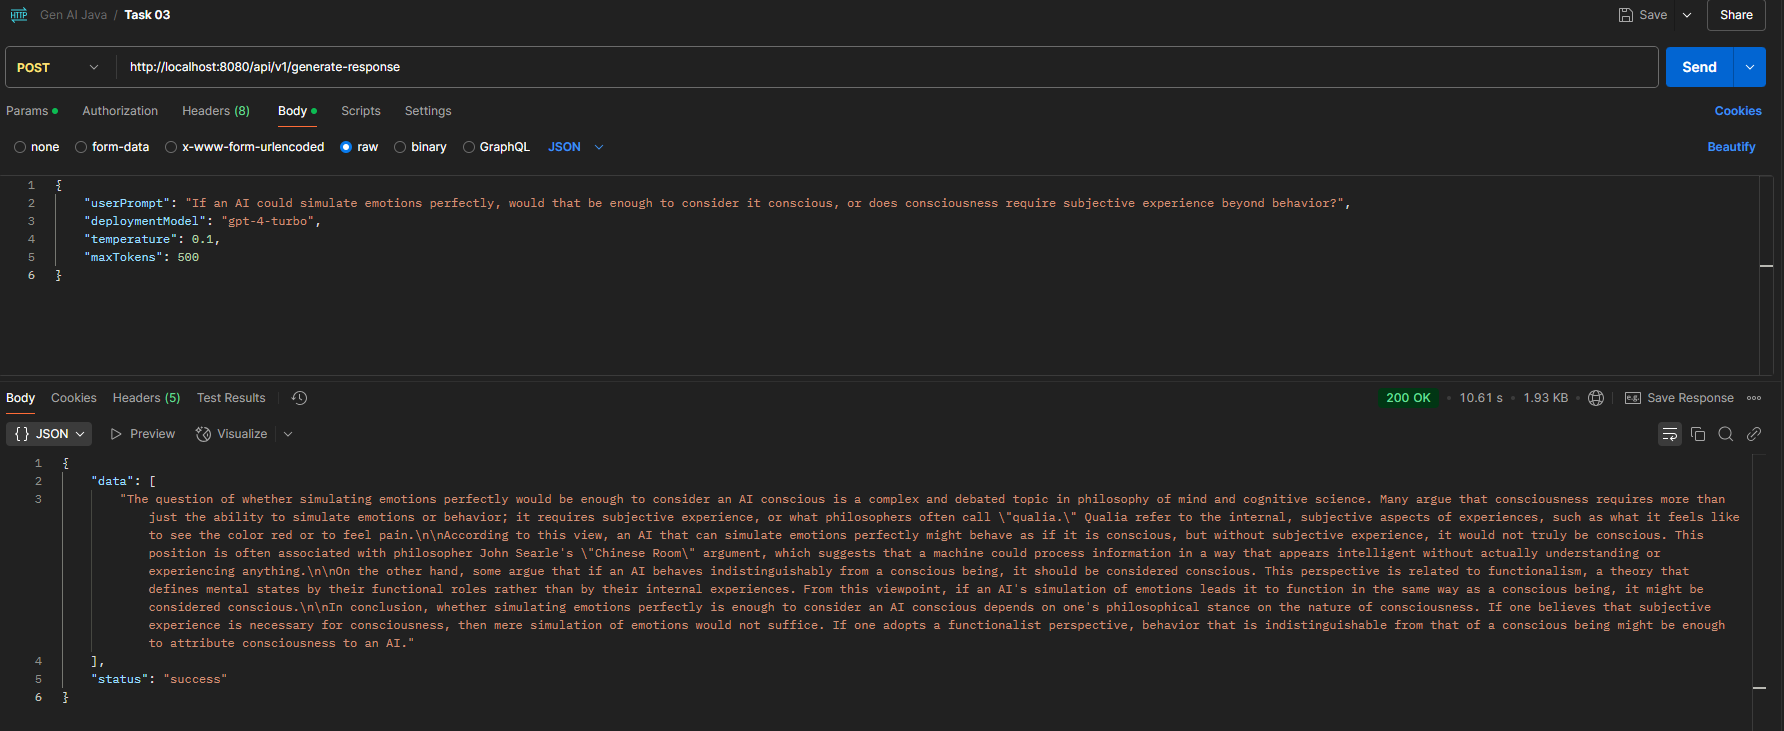 HTTP Gen AI Java / Task 03 Save Share
POST http://localhost:8080/api/v1/generate-response Send
Params Authorization Headers (8) Body Scripts Settings Cookies
none form-data x-www-form-urlencoded raw binary GraphQL JSON Beautify
1 {
2 "userPrompt": "If an AI could simulate emotions perfectly, would that be enough to consider it conscious, or does consciousness require subjective experience beyond behavior?",
3 "deploymentModel": "gpt-4-turbo",
4 "temperature": 0.1,
5 "maxTokens": 500
6 }
Body Cookies Headers (5) Test Results 200 OK • 10.61 s • 1.93 KB • e.g. Save Response
{} JSON Preview Visualize
1 {
2 "data": [
3 "The question of whether simulating emotions perfectly would be enough to consider an AI conscious is a complex and debated topic in philosophy of mind and cognitive science. Many argue that consciousness requires more than
just the ability to simulate emotions or behavior; it requires subjective experience, or what philosophers often call \"qualia.\" Qualia refer to the internal, subjective aspects of experiences, such as what it feels like
to see the color red or to feel pain.\n\nAccording to this view, an AI that can simulate emotions perfectly might behave as if it is conscious, but without subjective experience, it would not truly be conscious. This
position is often associated with philosopher John Searle's \"Chinese Room\" argument, which suggests that a machine could process information in a way that appears intelligent without actually understanding or
experiencing anything.\n\nOn the other hand, some argue that if an AI behaves indistinguishably from a conscious being, it should be considered conscious. This perspective is related to functionalism, a theory that
defines mental states by their functional roles rather than by their internal experiences. From this viewpoint, if an AI's simulation of emotions leads it to function in the same way as a conscious being, it might be
considered conscious.\n\nIn conclusion, whether simulating emotions perfectly is enough to consider an AI conscious depends on one's philosophical stance on the nature of consciousness. If one believes that subjective
experience is necessary for consciousness, then mere simulation of emotions would not suffice. If one adopts a functionalist perspective, behavior that is indistinguishable from that of a conscious being might be enough
to attribute consciousness to an AI."
4 ],
5 "status": "success"
6 }